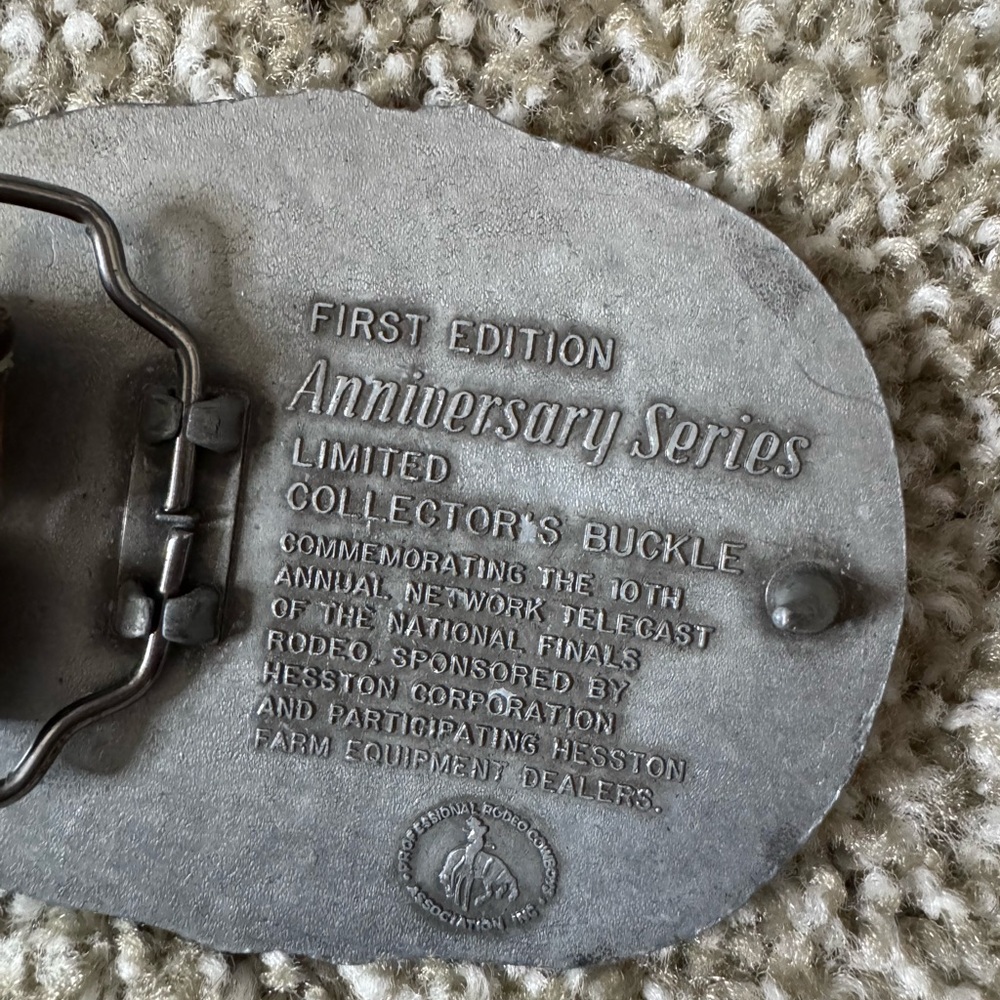 FIRST EDITION
Anniversary Series
LIMITED
COLLECTOR'S BUCKLE
COMMEMORATING THE 10TH
ANNUAL NETWORK TELECAST
OF THE NATIONAL FINALS
RODEO, SPONSORED BY
HESSTON CORPORATION
AND PARTICIPATING HESSTON
FARM EQUIPMENT DEALERS.
PROFESSIONAL RODEO COWBOYS
ASSOCIATION, INC.